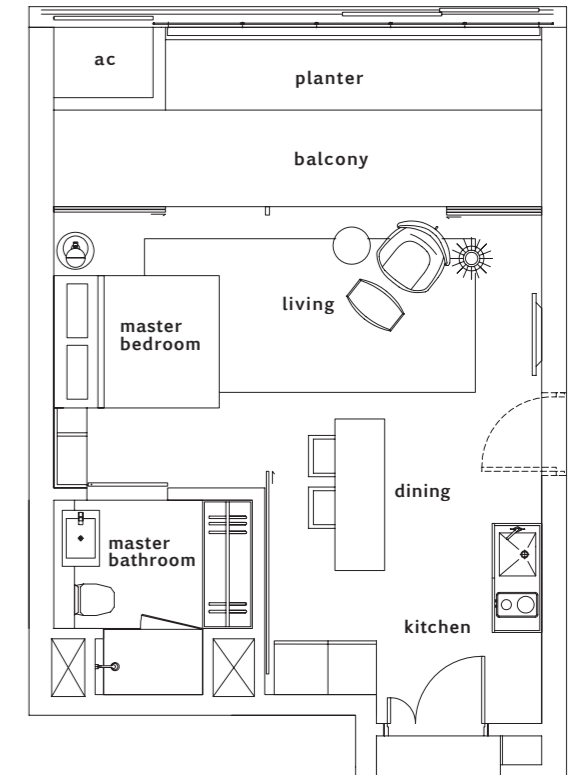 ac
planter
balcony
living
master
bedroom
dining
master
bathroom
kitchen